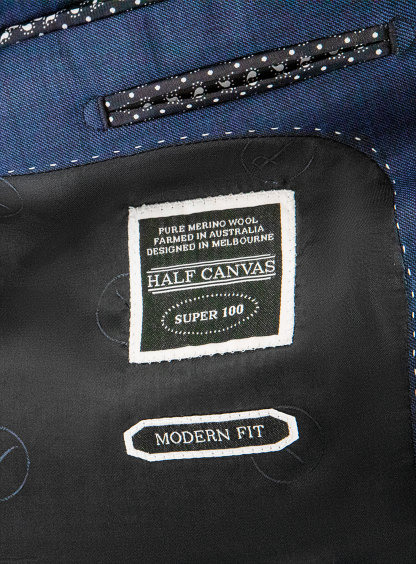 PURE MERINO WOOL
FARMED IN AUSTRALIA
DESIGNED IN MELBOURNE
HALF CANVAS
SUPER 100
MODERN FIT